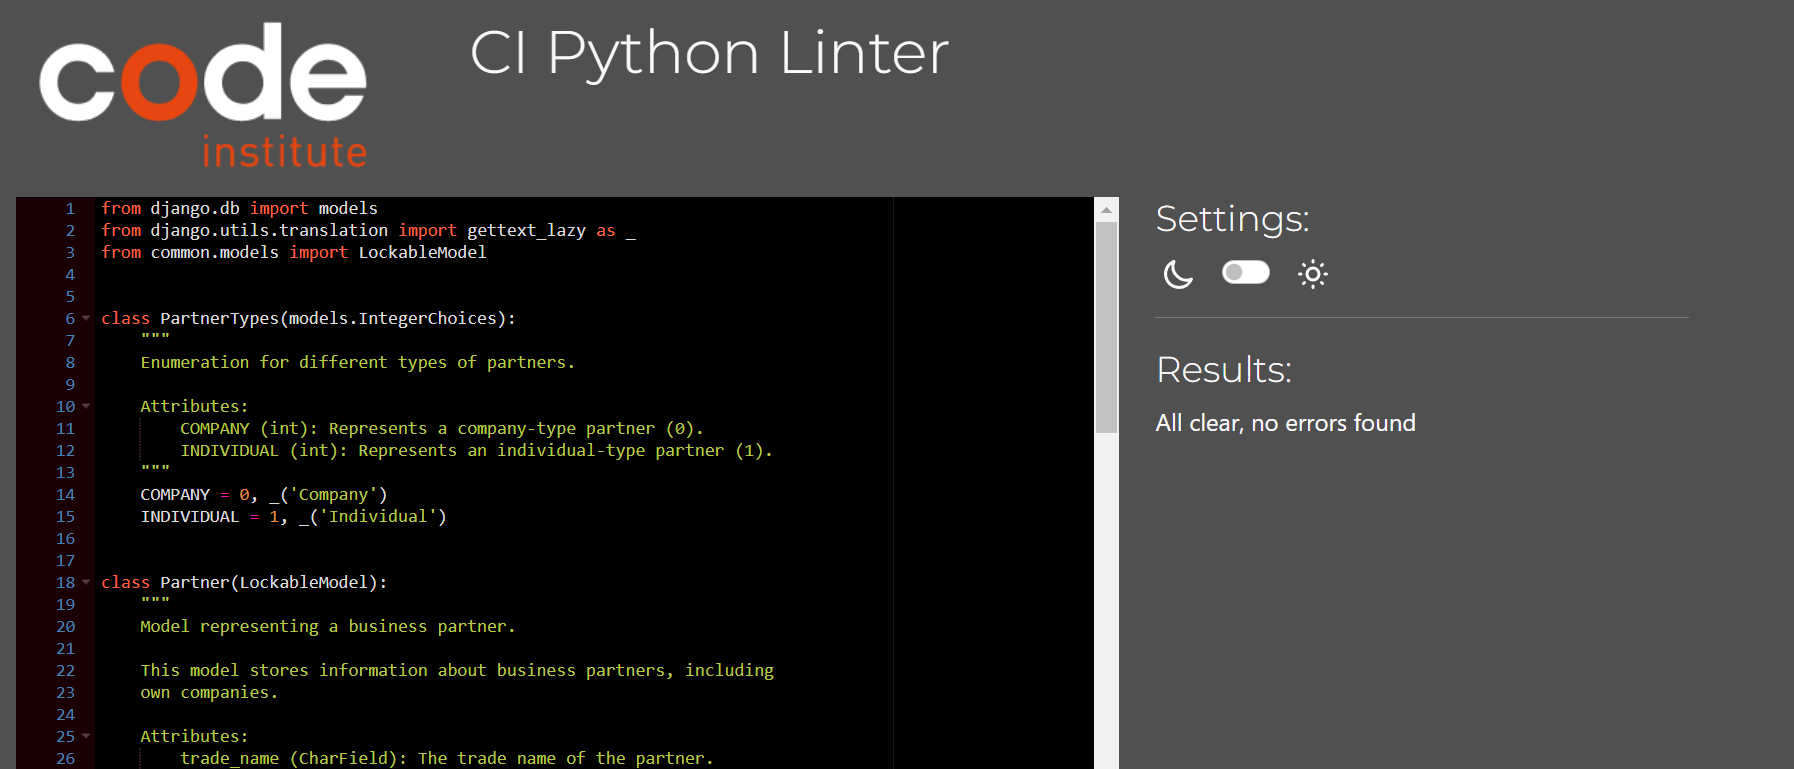 code
institute
CI Python Linter
1 from django.db import models
2 from django.utils.translation import gettext_lazy as _
3 from common.models import LockableModel
4
5
6 class PartnerTypes(models.IntegerChoices):
7     """
8     Enumeration for different types of partners.
9
10     Attributes:
11         COMPANY (int): Represents a company-type partner (0).
12         INDIVIDUAL (int): Represents an individual-type partner (1).
13     """
14     COMPANY = 0, _('Company')
15     INDIVIDUAL = 1, _('Individual')
16
17
18 class Partner(LockableModel):
19     """
20     Model representing a business partner.
21
22     This model stores information about business partners, including
23     own companies.
24
25     Attributes:
26         trade_name (CharField): The trade name of the partner.
Settings:
Results:
All clear, no errors found